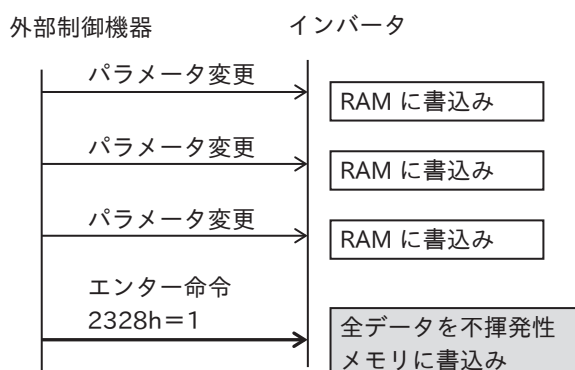 外部制御機器
インバータ
パラメータ変更
RAM に書込み
パラメータ変更
RAM に書込み
パラメータ変更
RAM に書込み
エンター命令
2328h＝1
全データを不揮発性
メモリに書込み